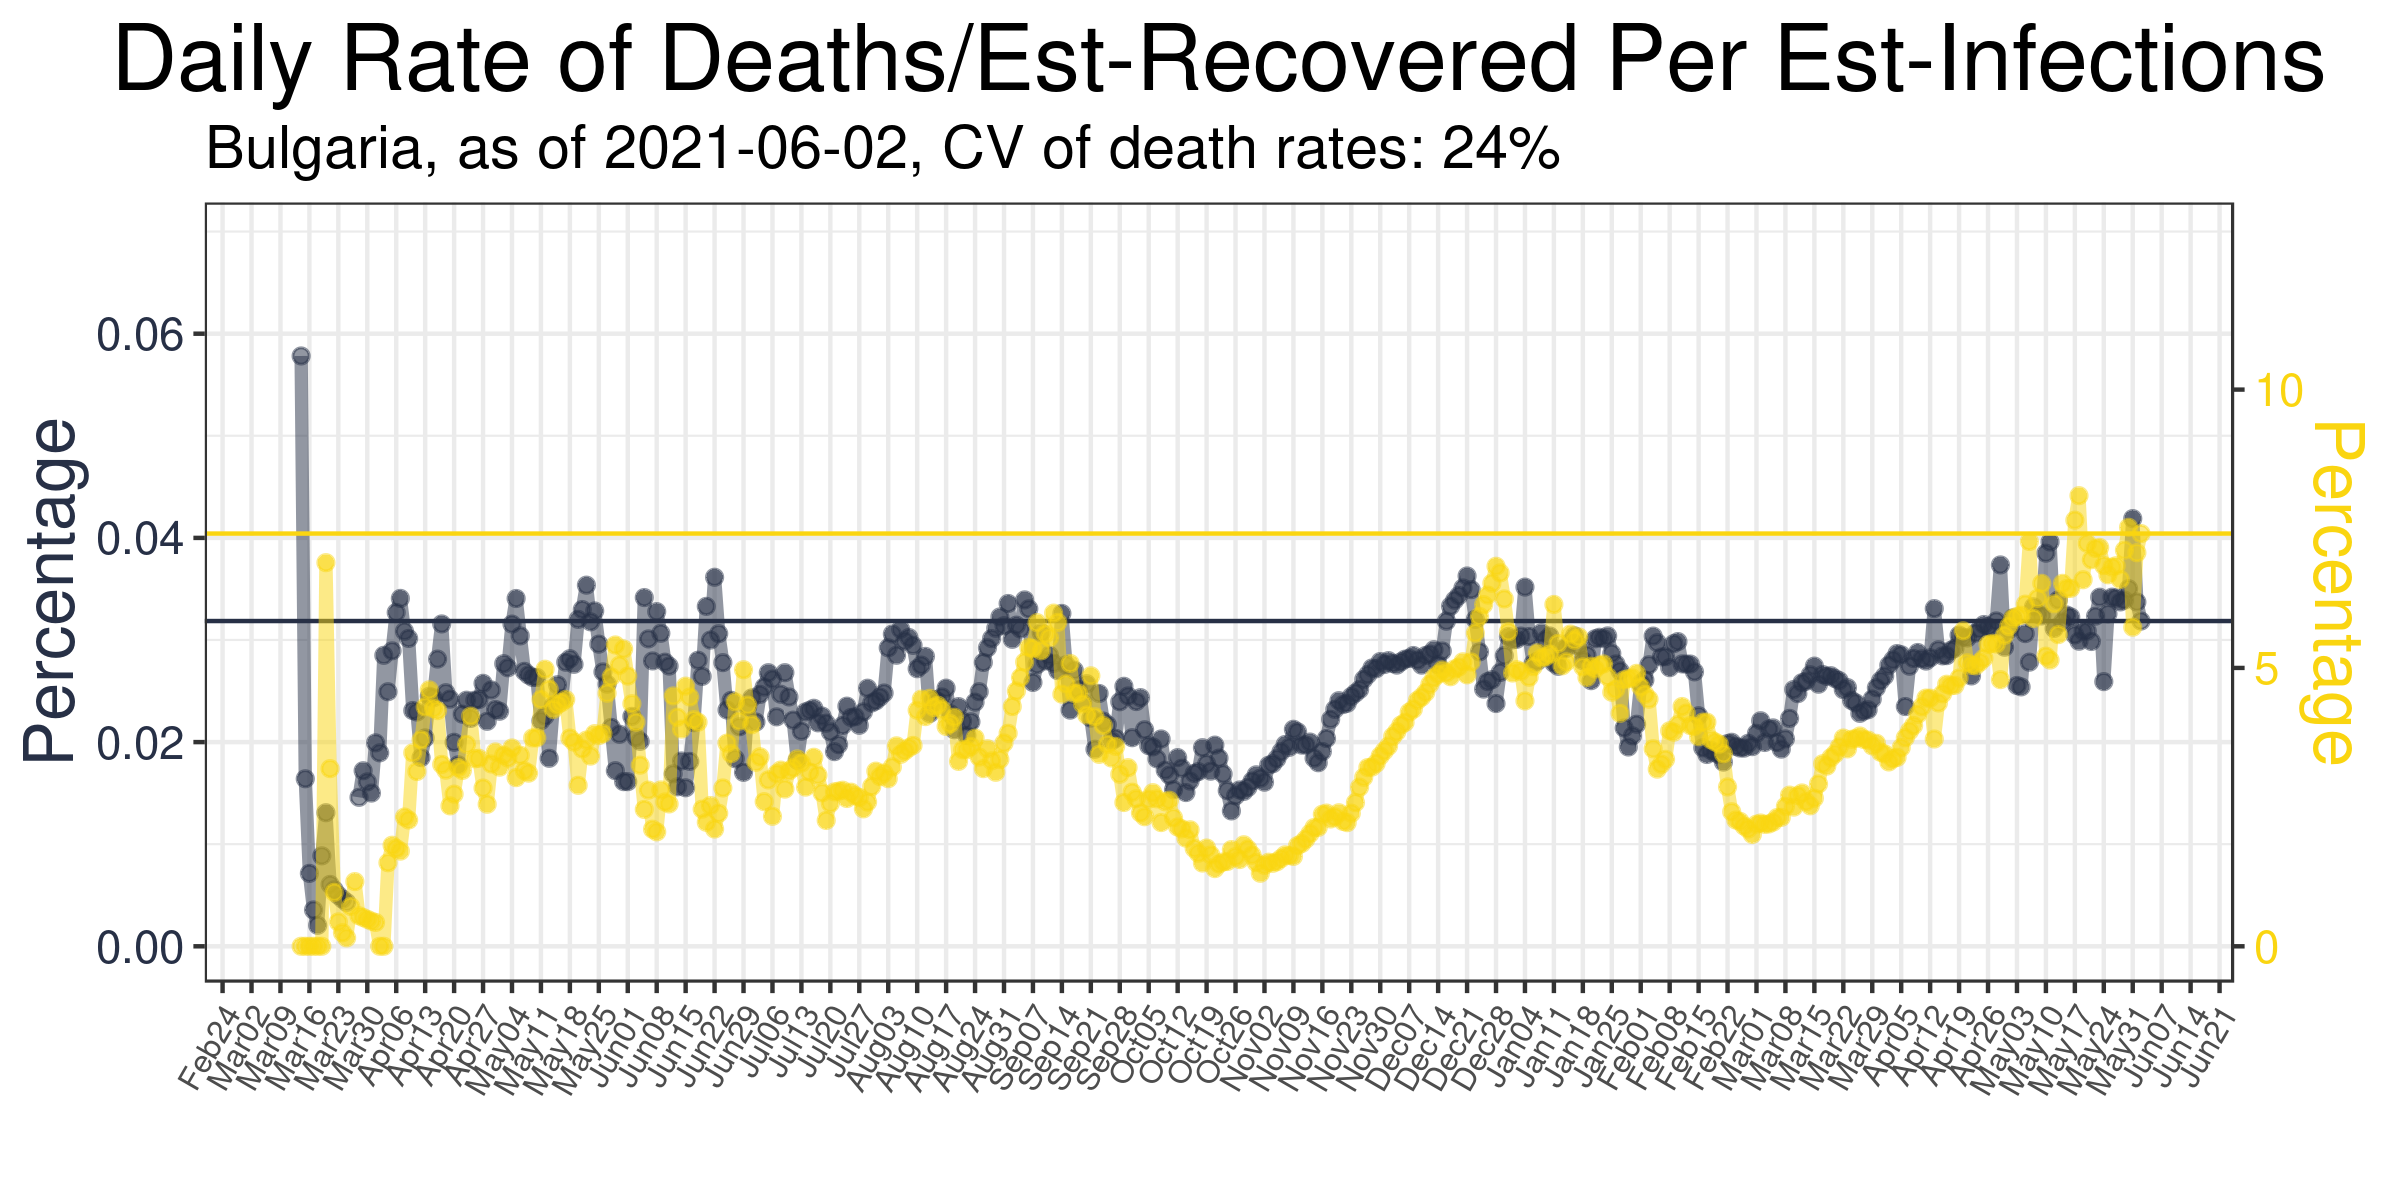 Daily Rate of Deaths/Est-Recovered Per Est-Infections
Bulgaria, as of 2021-06-02, CV of death rates: 24%
Percentage
0.06
0.04
0.02
0.00
10
5
0
Percentage
Feb24
Mar02
Mar09
Mar16
Mar23
Mar30
Apr06
Apr13
Apr20
Apr27
May04
May11
May18
May25
Jun01
Jun08
Jun15
Jun22
Jun29
Jul06
Jul13
Jul20
Jul27
Aug03
Aug10
Aug17
Aug24
Aug31
Sep07
Sep14
Sep21
Sep28
Oct05
Oct12
Oct19
Oct26
Nov02
Nov09
Nov16
Nov23
Nov30
Dec07
Dec14
Dec21
Dec28
Jan04
Jan11
Jan18
Jan25
Feb01
Feb08
Feb15
Feb22
Mar01
Mar08
Mar15
Mar22
Mar29
Apr05
Apr12
Apr19
Apr26
May03
May10
May17
May24
May31
Jun07
Jun14
Jun21